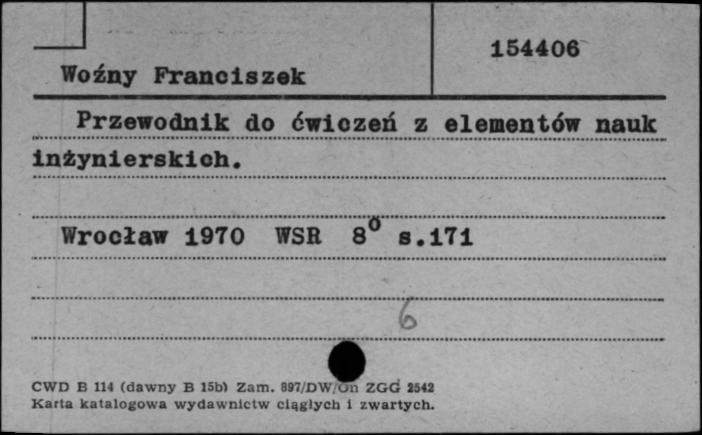 154406
Woźny Franciszek
Przewodnik do ćwiczeń z elementów nauk
inżynierskich.
Wrocław 1970 WSR 8° s.171
6
CWD B 114 (dawny B 15b) Zam. 897/DW/On ZGG 2542
Karta katalogowa wydawnictw ciągłych i zwartych.